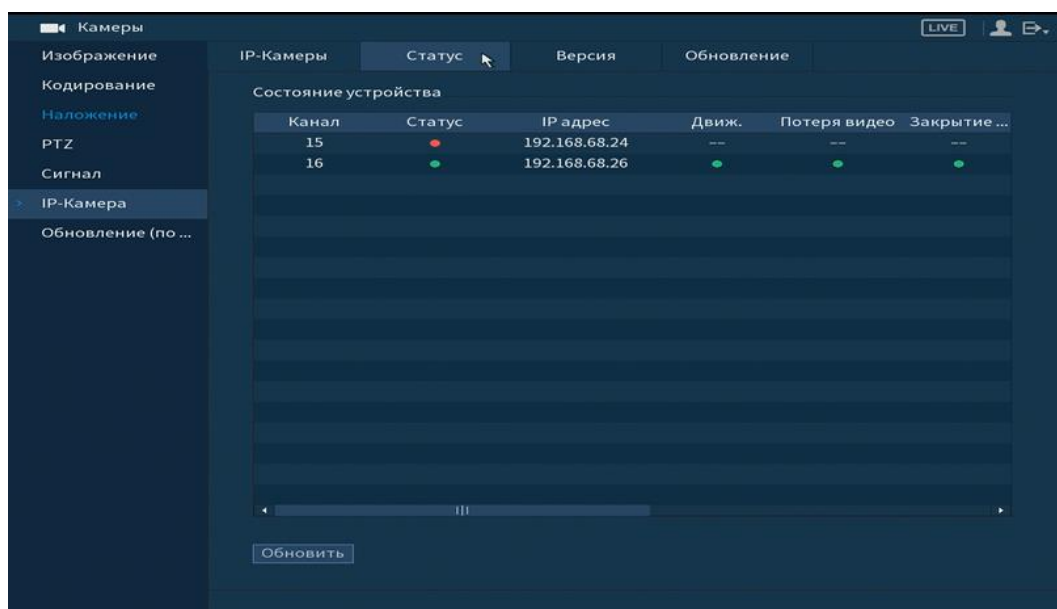 Камеры LIVE
Изображение
Кодирование
Наложение
PTZ
Сигнал
IP-Камера
Обновление (по ...
IP-Камеры Статус Версия Обновление
Состояние устройства
Канал Статус IP адрес Движ. Потеря видео Закрытие ...
15 192.168.68.24 -- -- --
16 192.168.68.26
Обновить